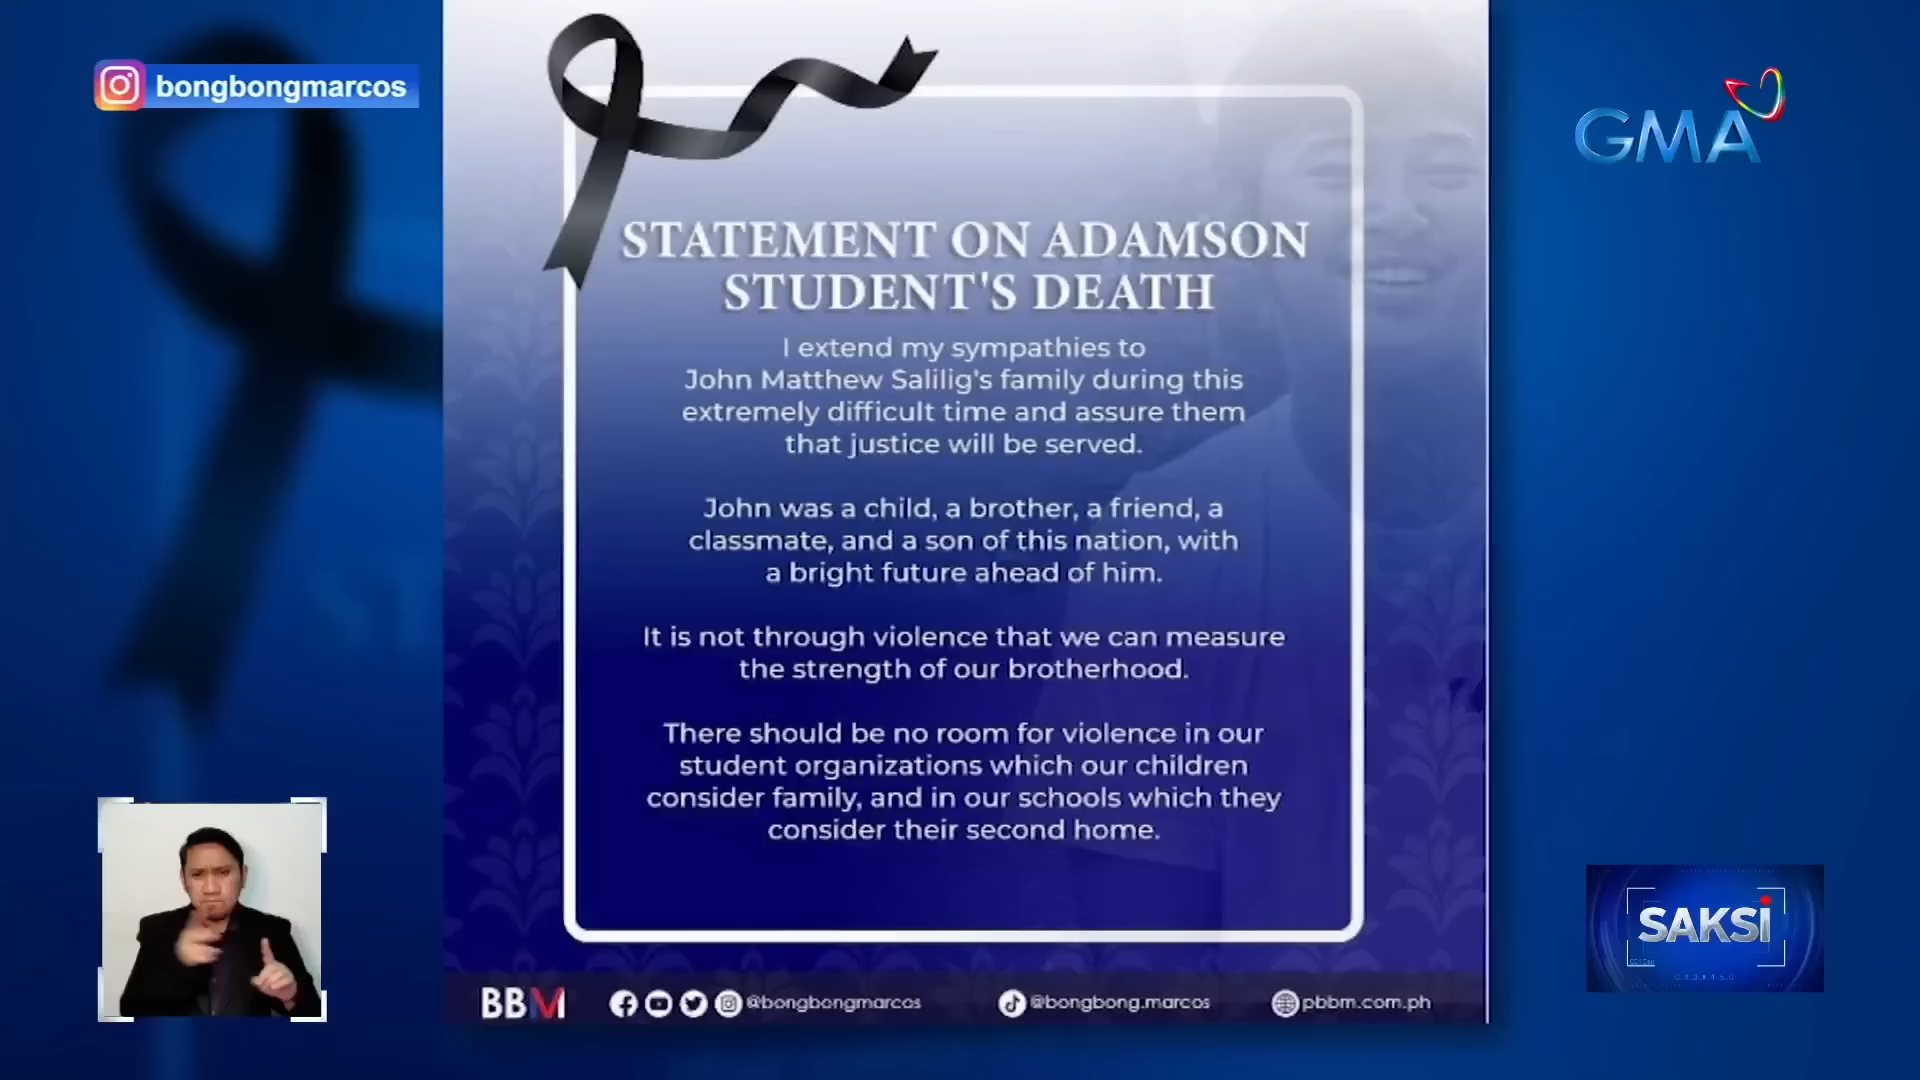 bongbongmarcos
GMA
STATEMENT ON ADAMSON
STUDENT'S DEATH
I extend my sympathies to
John Matthew Salilig's family during this
extremely difficult time and assure them
that justice will be served.
John was a child, a brother, a friend, a
classmate, and a son of this nation, with
a bright future ahead of him.
It is not through violence that we can measure
the strength of our brotherhood.
There should be no room for violence in our
student organizations which our children
consider family, and in our schools which they
consider their second home.
SAKSI
BBM
@bongbongmarcos
@bongbong.marcos
pbbm.com.ph